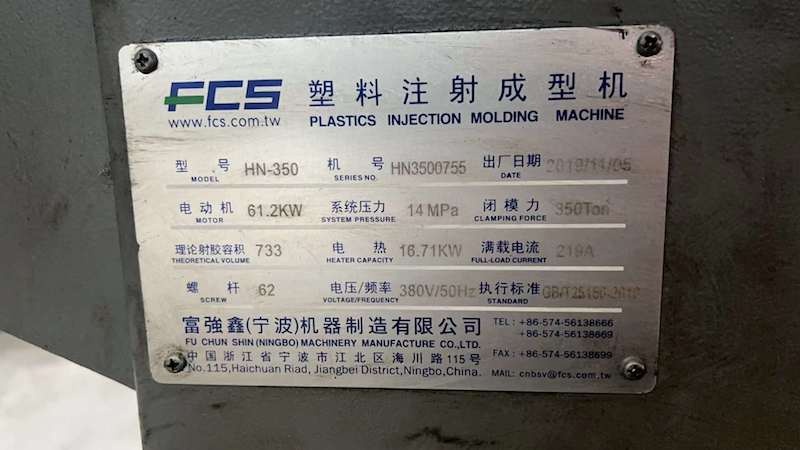 FCS 塑料注射成型机
www.fcs.com.tw PLASTICS INJECTION MOLDING MACHINE
型号 HN-350 机号 HN3500755 出厂日期 2019/11/05
MODEL SERIES NO. DATE
电动机 61.2KW 系统压力 14MPa 闭模力 350Ton
MOTOR SYSTEM PRESSURE CLAMPING FORCE
理论射胶容积 733 电热 16.71KW 满载电流 219A
THEORETICAL VOLUME HEATER CAPACITY FULL-LOAD CURRENT
螺杆 62 电压/频率 380V/50Hz 执行标准
SCREW VOLTAGE/FREQUENCY STANDARD
富強鑫(宁波)机器制造有限公司 TEL: +86-574-56138666
+86-574-56138669
FU CHUN SHIN (NINGBO) MACHINERY MANUFACTURE CO.,LTD.
中国浙江省宁波市江北区海川路115号 FAX: +86-574-56138699
No.115,Haichuan Riad, Jiangbei District,Ningbo,China. MAIL: cnbsv@fcs.com.tw